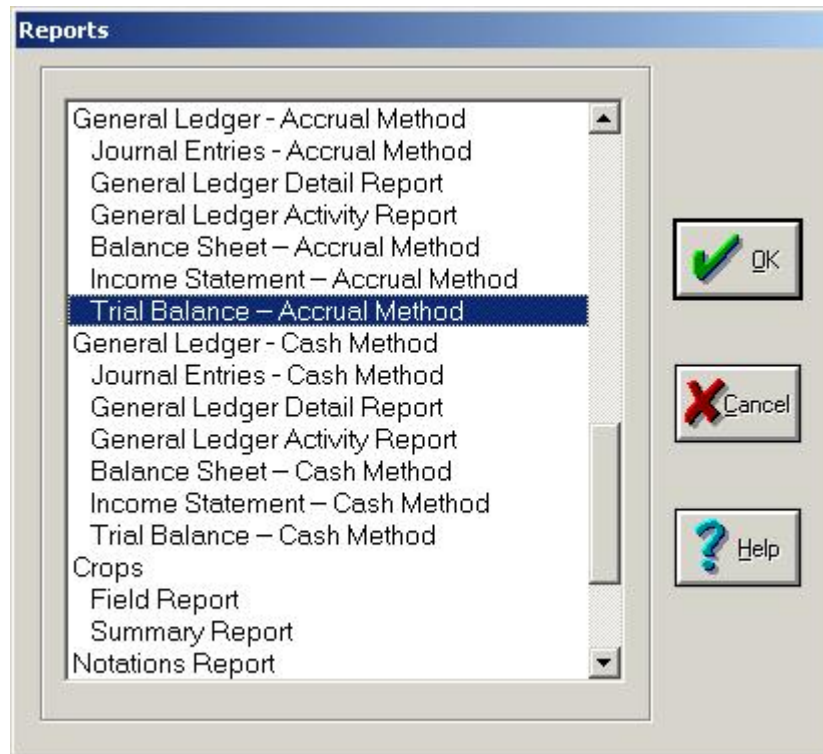 Reports
General Ledger - Accrual Method
Journal Entries - Accrual Method
General Ledger Detail Report
General Ledger Activity Report
Balance Sheet – Accrual Method
Income Statement – Accrual Method
Trial Balance – Accrual Method
General Ledger - Cash Method
Journal Entries - Cash Method
General Ledger Detail Report
General Ledger Activity Report
Balance Sheet – Cash Method
Income Statement – Cash Method
Trial Balance – Cash Method
Crops
Field Report
Summary Report
Notations Report
OK
Cancel
Help